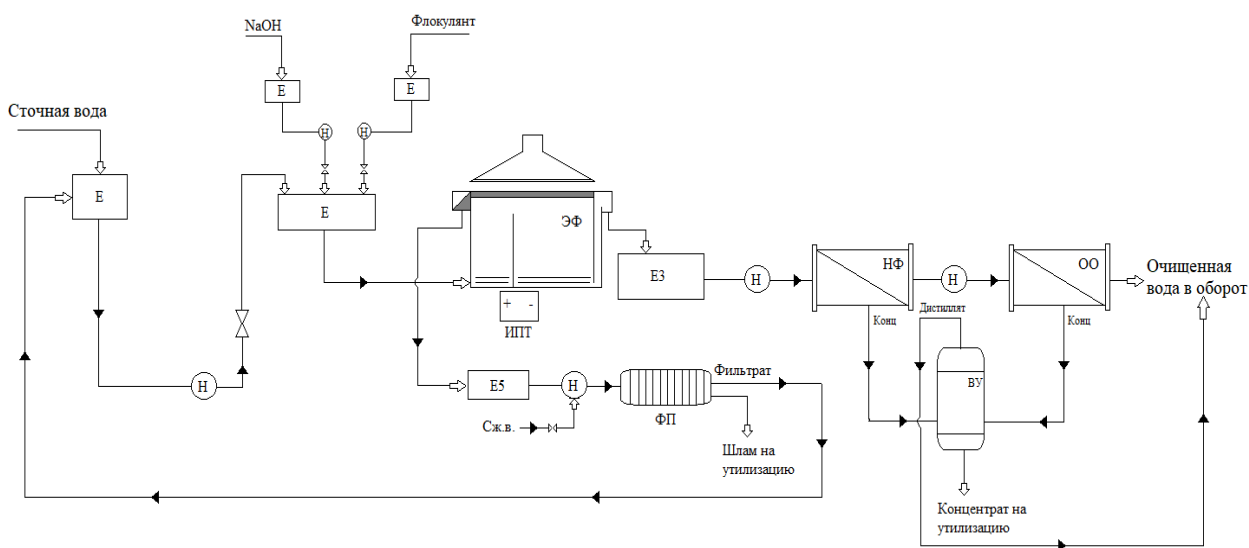 NaOH
Флокулянт
Е
Е
Сточная вода
Н
Н
Е
Е
ЭФ
Е3
Н
НФ
Н
ОО
Очищенная
вода в оборот
+ -
ИПТ
Конц
Дистиллят
Конц
Н
Е5
Н
Фильтрат
ВУ
ФП
Сж.в.
Шлам на
утилизацию
Концентрат на
утилизацию